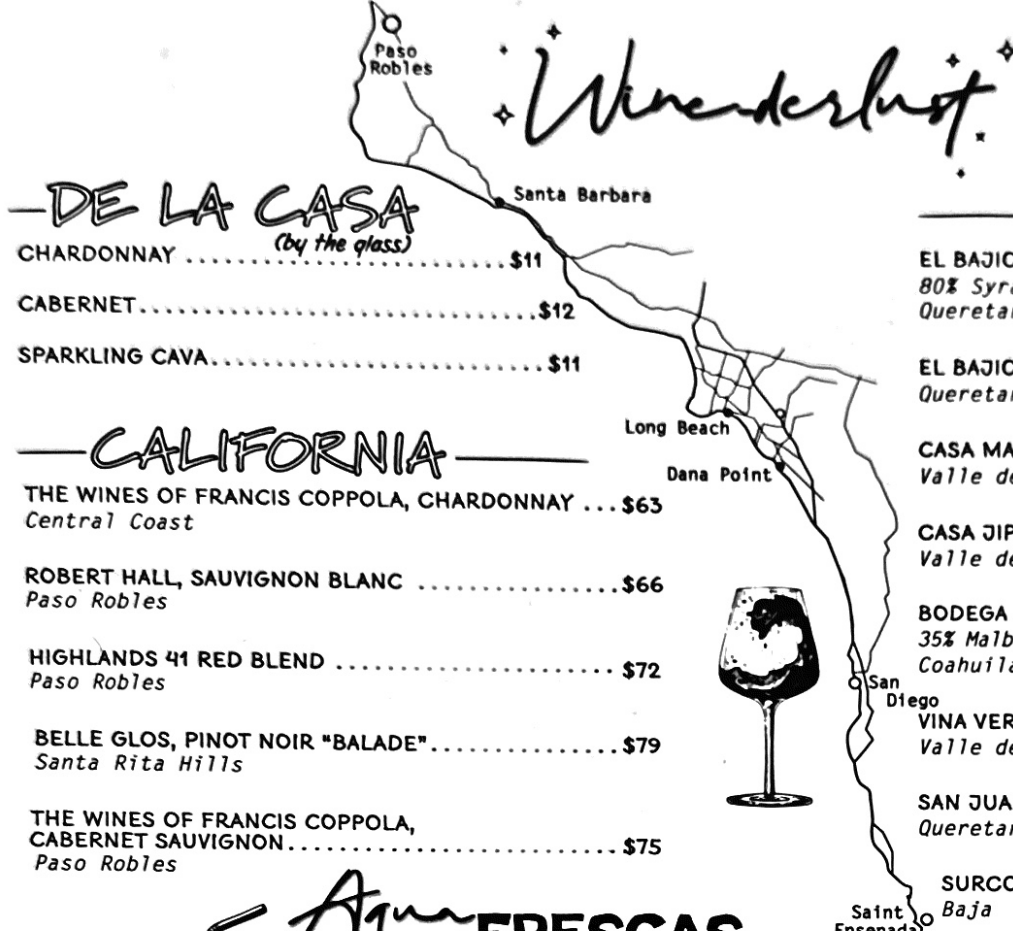 Paso
Robles
Wine-derlust
Santa Barbara
DE LA CASA
(by the glass)
CHARDONNAY ........................ $11
CABERNET.............................. $12
SPARKLING CAVA......................... $11
Long Beach
Dana Point
CALIFORNIA
THE WINES OF FRANCIS COPPOLA, CHARDONNAY ... $63
Central Coast
ROBERT HALL, SAUVIGNON BLANC ............... $66
Paso Robles
HIGHLANDS 41 RED BLEND ..................... $72
Paso Robles
BELLE GLOS, PINOT NOIR "BALADE".............. $79
Santa Rita Hills
THE WINES OF FRANCIS COPPOLA,
CABERNET SAUVIGNON......................... $75
Paso Robles
San
Diego
Saint
Ensenada
EL BAJIO
80% Syra
Queretar
EL BAJIO
Queretar
CASA MA
Valle de
CASA JIP
Valle de
BODEGA
35% Malb
Coahuila
VINA VER
Valle de
SAN JUA
Queretar
SURCO
Baja
Agua FRESCAS